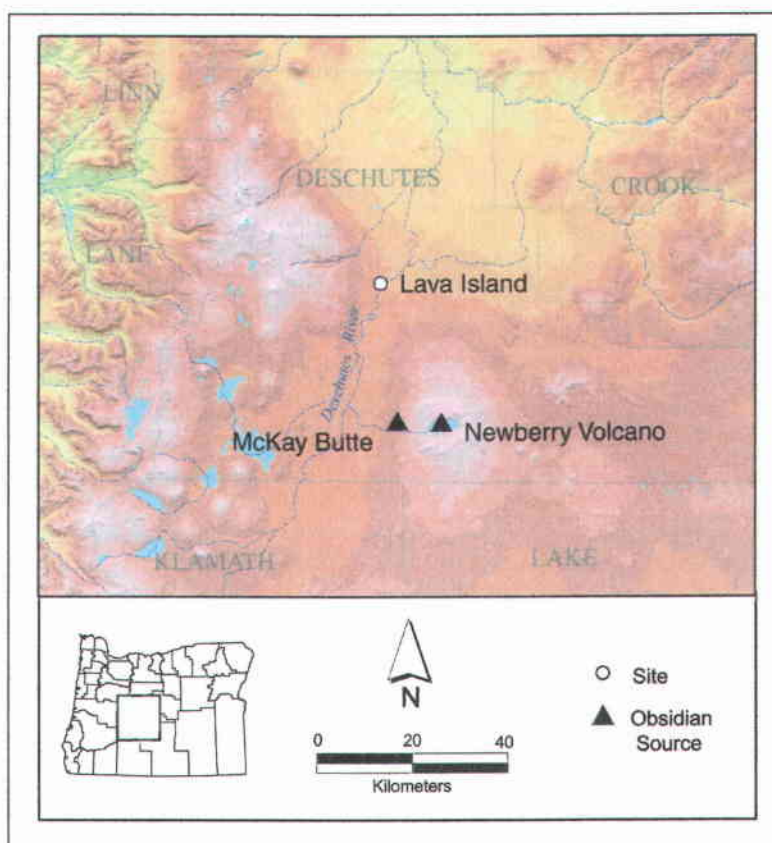 LINN
DESCHUTES
CROOK
LANE
Lava Island
Deschutes River
McKay Butte
Newberry Volcano
KLAMATH
LAKE
N
Site
0 20 40
Kilometers
Obsidian
Source